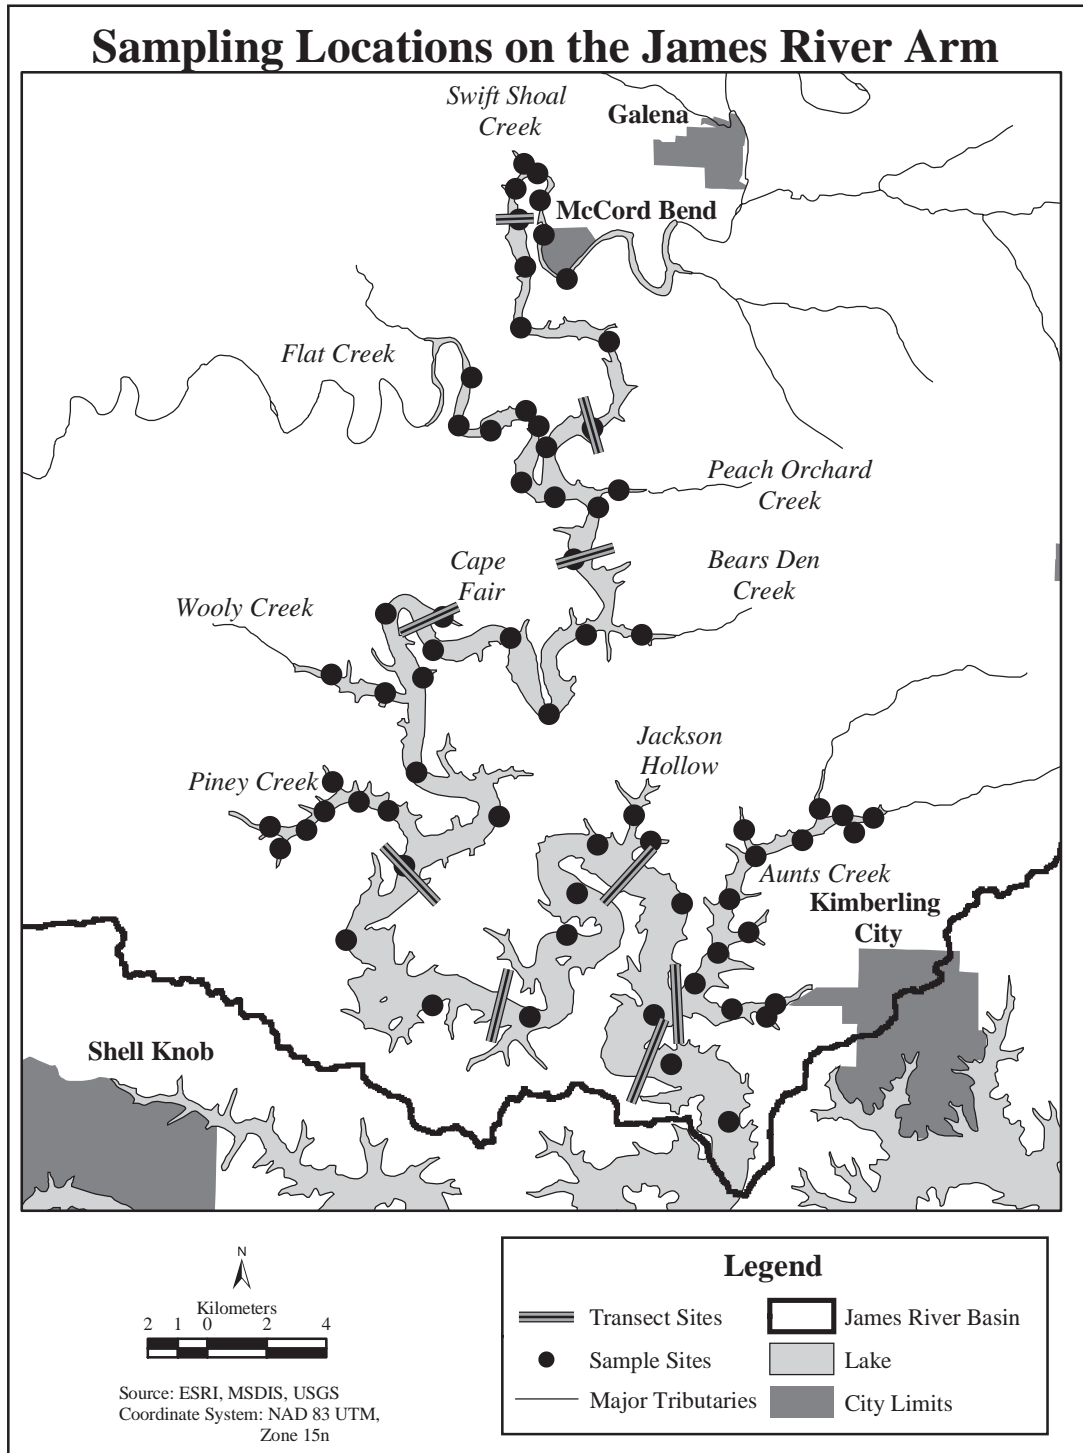 Sampling Locations on the James River Arm
Swift Shoal
Creek
Galena
McCord Bend
Flat Creek
Peach Orchard
Creek
Cape
Fair
Bears Den
Creek
Wooly Creek
Jackson
Hollow
Piney Creek
Aunts Creek
Kimberling
City
Shell Knob
N
Kilometers
2 1 0 2 4
Source: ESRI, MSDIS, USGS
Coordinate System: NAD 83 UTM,
Zone 15n
Legend
Transect Sites
James River Basin
Sample Sites
Lake
Major Tributaries
City Limits